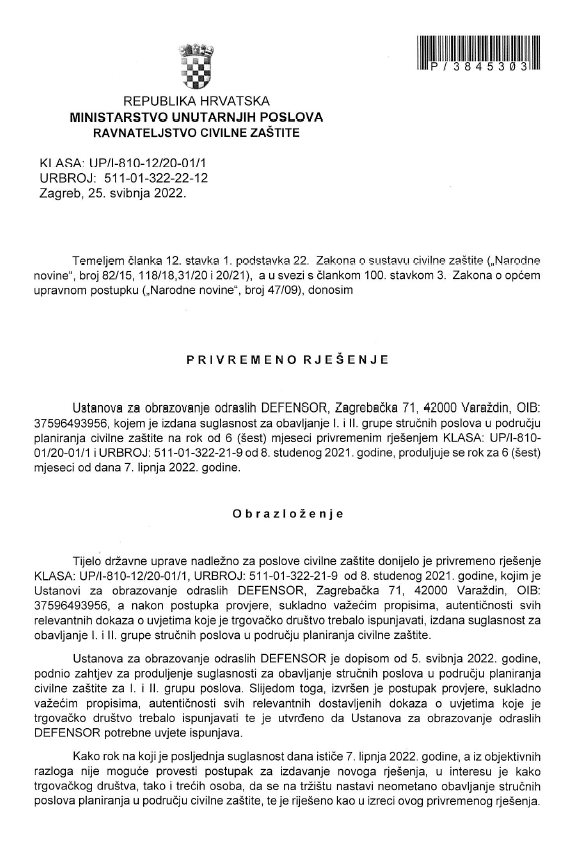 P/3845303
REPUBLIKA HRVATSKA
MINISTARSTVO UNUTARNJIH POSLOVA
RAVNATELJSTVO CIVILNE ZAŠTITE
KLASA: UP/I-810-12/20-01/1
URBROJ: 511-01-322-22-12
Zagreb, 25. svibnja 2022.
Temeljem članka 12. stavka 1. podstavka 22. Zakona o sustavu civilne zaštite („Narodne
novine“, broj 82/15, 118/18,31/20 i 20/21), a u svezi s člankom 100. stavkom 3. Zakona o općem
upravnom postupku („Narodne novine“, broj 47/09), donosim
P R I V R E M E N O R J E Š E N J E
Ustanova za obrazovanje odraslih DEFENSOR, Zagrebačka 71, 42000 Varaždin, OIB:
37596493956, kojem je izdana suglasnost za obavljanje I. i II. grupe stručnih poslova u području
planiranja civilne zaštite na rok od 6 (šest) mjeseci privremenim rješenjem KLASA: UP/I-810-
01/20-01/1 i URBROJ: 511-01-322-21-9 od 8. studenog 2021. godine, produljuje se rok za 6 (šest)
mjeseci od dana 7. lipnja 2022. godine.
O b r a z l o ž e n j e
Tijelo državne uprave nadležno za poslove civilne zaštite donijelo je privremeno rješenje
KLASA: UP/I-810-12/20-01/1, URBROJ: 511-01-322-21-9 od 8. studenog 2021. godine, kojim je
Ustanovi za obrazovanje odraslih DEFENSOR, Zagrebačka 71, 42000 Varaždin, OIB:
37596493956, a nakon postupka provjere, sukladno važećim propisima, autentičnosti svih
relevantnih dokaza o uvjetima koje je trgovačko društvo trebalo ispunjavati, izdana suglasnost za
obavljanje I. i II. grupe stručnih poslova u području planiranja civilne zaštite.
Ustanova za obrazovanje odraslih DEFENSOR je dopisom od 5. svibnja 2022. godine,
podnio zahtjev za produljenje suglasnosti za obavljanje stručnih poslova u području planiranja
civilne zaštite za I. i II. grupu poslova. Slijedom toga, izvršen je postupak provjere, sukladno
važećim propisima, autentičnosti svih relevantnih dostavljenih dokaza o uvjetima koje je
trgovačko društvo trebalo ispunjavati te je utvrđeno da Ustanova za obrazovanje odraslih
DEFENSOR potrebne uvjete ispunjava.
Kako rok na koji je posljednja suglasnost dana ističe 7. lipnja 2022. godine, a iz objektivnih
razloga nije moguće provesti postupak za izdavanje novoga rješenja, u interesu je kako
trgovačkog društva, tako i trećih osoba, da se na tržištu nastavi neometano obavljanje stručnih
poslova planiranja u području civilne zaštite, te je riješeno kao u izreci ovog privremenog rješenja.